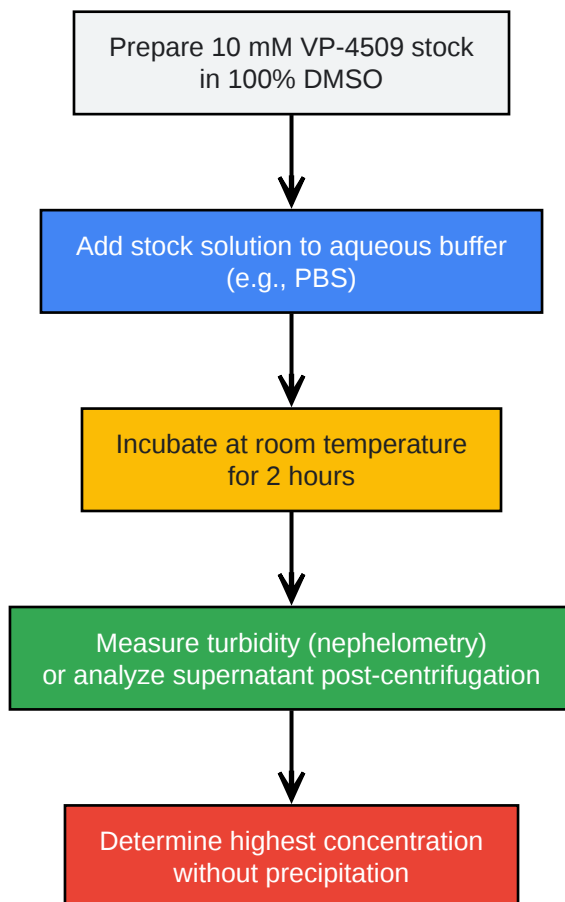 Prepare 10 mM VP-4509 stock
in 100% DMSO
Add stock solution to aqueous buffer
(e.g., PBS)
Incubate at room temperature
for 2 hours
Measure turbidity (nephelometry)
or analyze supernatant post-centrifugation
Determine highest concentration
without precipitation